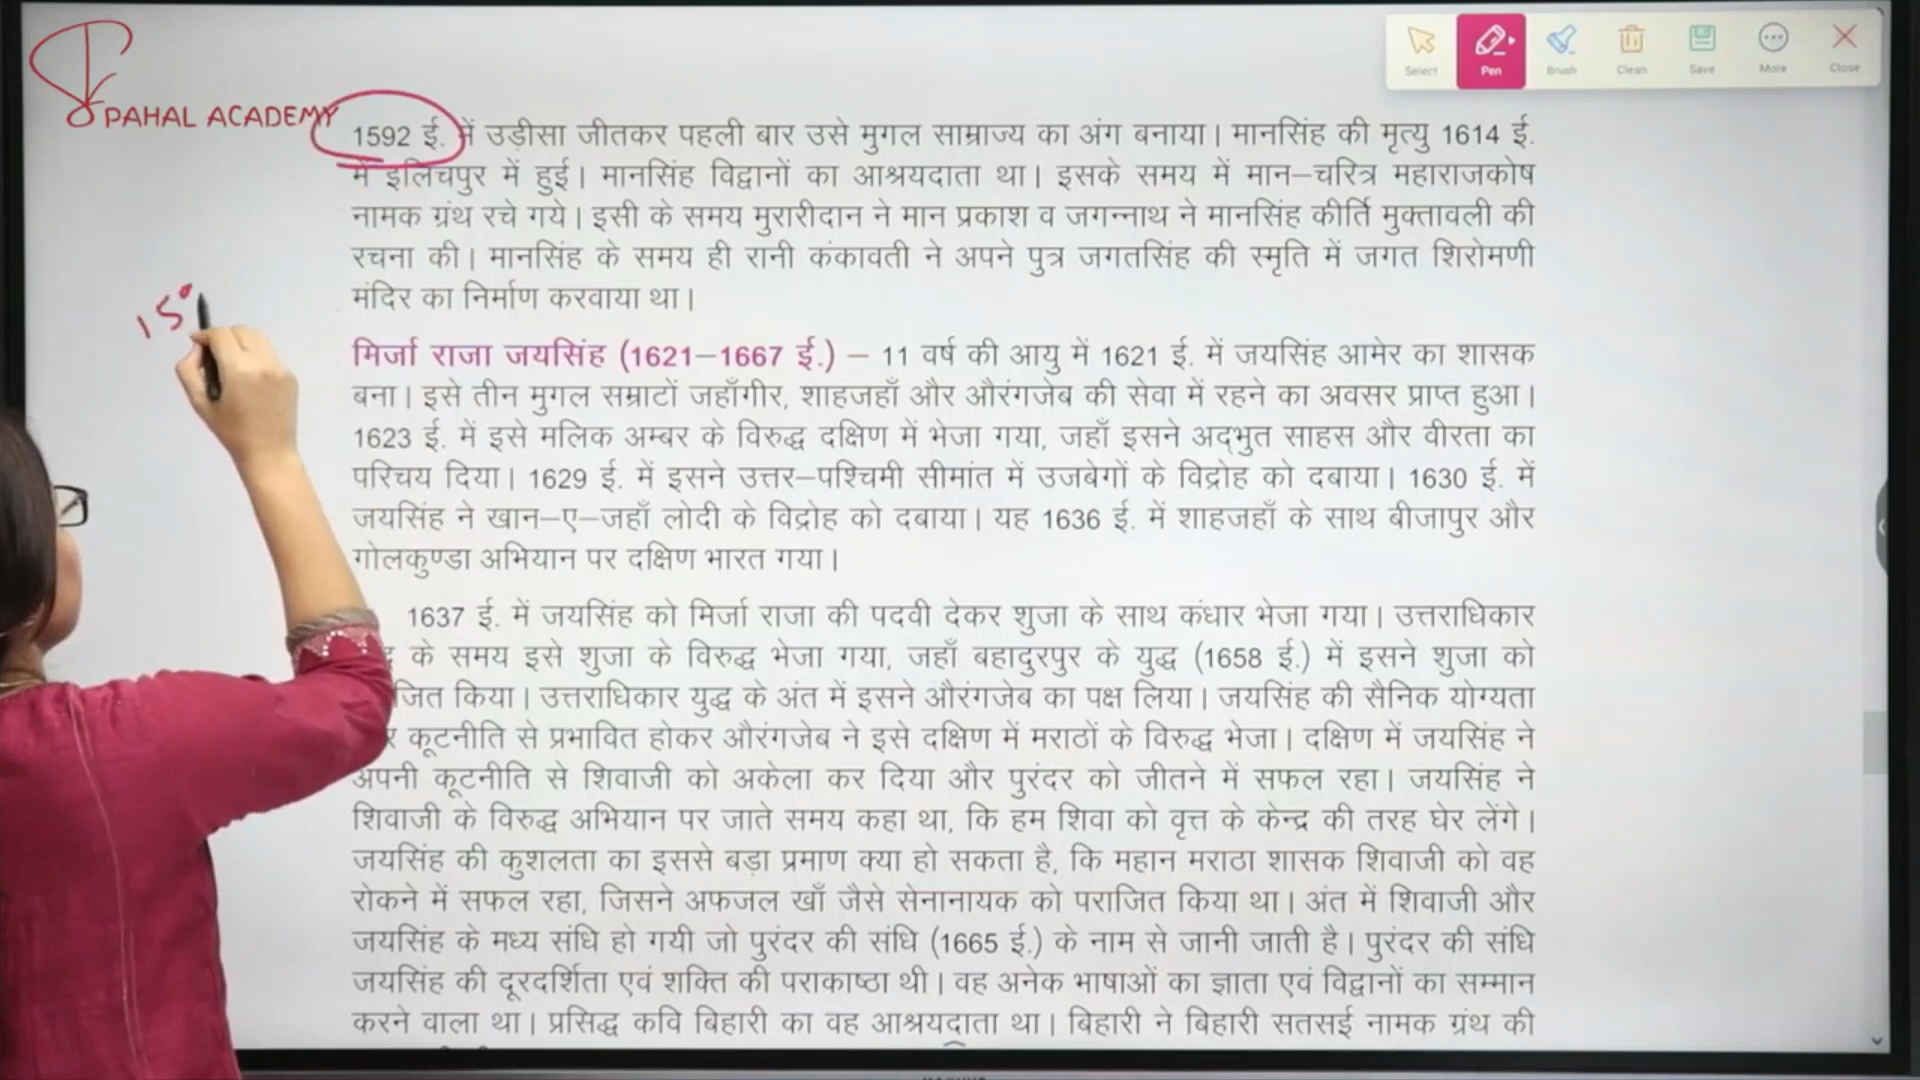 PAHAL ACADEMY
Select Pen Brush Clean Save More Close
1592 ई. में उड़ीसा जीतकर पहली बार उसे मुगल साम्राज्य का अंग बनाया। मानसिंह की मृत्यु 1614 ई.
में इलिचपुर में हुई। मानसिंह विद्वानों का आश्रयदाता था। इसके समय में मान–चरित्र महाराजकोष
नामक ग्रंथ रचे गये। इसी के समय मुरारीदान ने मान प्रकाश व जगन्नाथ ने मानसिंह कीर्ति मुक्तावली की
रचना की। मानसिंह के समय ही रानी कंकावती ने अपने पुत्र जगतसिंह की स्मृति में जगत शिरोमणी
मंदिर का निर्माण करवाया था।
15
मिर्जा राजा जयसिंह (1621–1667 ई.) – 11 वर्ष की आयु में 1621 ई. में जयसिंह आमेर का शासक
बना। इसे तीन मुगल सम्राटों जहाँगीर, शाहजहाँ और औरंगजेब की सेवा में रहने का अवसर प्राप्त हुआ।
1623 ई. में इसे मलिक अम्बर के विरुद्ध दक्षिण में भेजा गया, जहाँ इसने अद्भुत साहस और वीरता का
परिचय दिया। 1629 ई. में इसने उत्तर–पश्चिमी सीमांत में उजबेगों के विद्रोह को दबाया। 1630 ई. में
जयसिंह ने खान–ए–जहाँ लोदी के विद्रोह को दबाया। यह 1636 ई. में शाहजहाँ के साथ बीजापुर और
गोलकुण्डा अभियान पर दक्षिण भारत गया।
1637 ई. में जयसिंह को मिर्जा राजा की पदवी देकर शुजा के साथ कंधार भेजा गया। उत्तराधिकार
के समय इसे शुजा के विरुद्ध भेजा गया, जहाँ बहादुरपुर के युद्ध (1658 ई.) में इसने शुजा को
जित किया। उत्तराधिकार युद्ध के अंत में इसने औरंगजेब का पक्ष लिया। जयसिंह की सैनिक योग्यता
कूटनीति से प्रभावित होकर औरंगजेब ने इसे दक्षिण में मराठों के विरुद्ध भेजा। दक्षिण में जयसिंह ने
अपनी कूटनीति से शिवाजी को अकेला कर दिया और पुरंदर को जीतने में सफल रहा। जयसिंह ने
शिवाजी के विरुद्ध अभियान पर जाते समय कहा था, कि हम शिवा को वृत्त के केन्द्र की तरह घेर लेंगे।
जयसिंह की कुशलता का इससे बड़ा प्रमाण क्या हो सकता है, कि महान मराठा शासक शिवाजी को वह
रोकने में सफल रहा, जिसने अफजल खाँ जैसे सेनानायक को पराजित किया था। अंत में शिवाजी और
जयसिंह के मध्य संधि हो गयी जो पुरंदर की संधि (1665 ई.) के नाम से जानी जाती है। पुरंदर की संधि
जयसिंह की दूरदर्शिता एवं शक्ति की पराकाष्ठा थी। वह अनेक भाषाओं का ज्ञाता एवं विद्वानों का सम्मान
करने वाला था। प्रसिद्ध कवि बिहारी का वह आश्रयदाता था। बिहारी ने बिहारी सतसई नामक ग्रंथ की